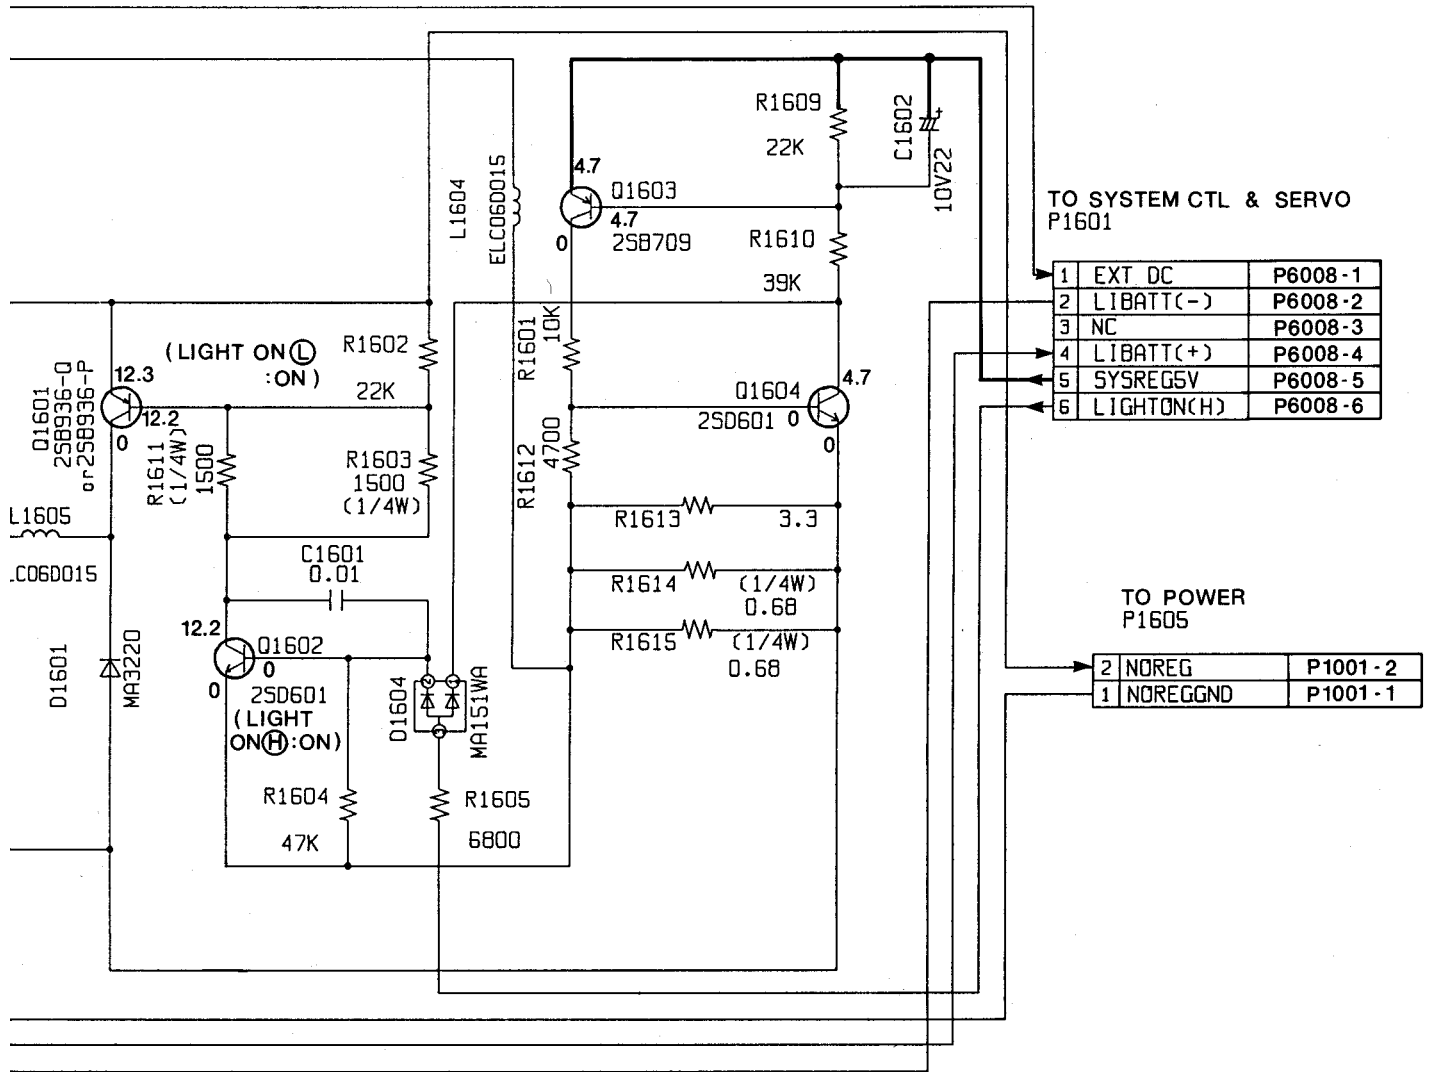 R1609
22K
C1602
+
10V22
4.7
Q1603
4.7
2SB709
0
L1604
ELC06D015
R1610
39K
TO SYSTEM CTL & SERVO
P1601
1 EXT DC P6008-1
2 LIBATT(-) P6008-2
3 NC P6008-3
4 LIBATT(+) P6008-4
5 SYSREG5V P6008-5
6 LIGHTON(H) P6008-6
(LIGHT ON Ⓛ
:ON)
R1602
22K
R1601
10K
12.3
Q1601
2SB936-Q
or2SB936-P
12.2
0
R1611
(1/4W)
1500
R1603
1500
(1/4W)
R1612
4700
Q1604
2SD601
4.7
0
0
L1605
LC06D015
C1601
0.01
R1613
3.3
R1614
(1/4W)
0.68
R1615
(1/4W)
0.68
TO POWER
P1605
2 NOREG P1001-2
1 NOREGGND P1001-1
12.2
Q1602
0
0
2SD601
(LIGHT
ONⒽ:ON)
D1601
MA3220
D1604
2
1
3
MA151WA
R1604
47K
R1605
6800